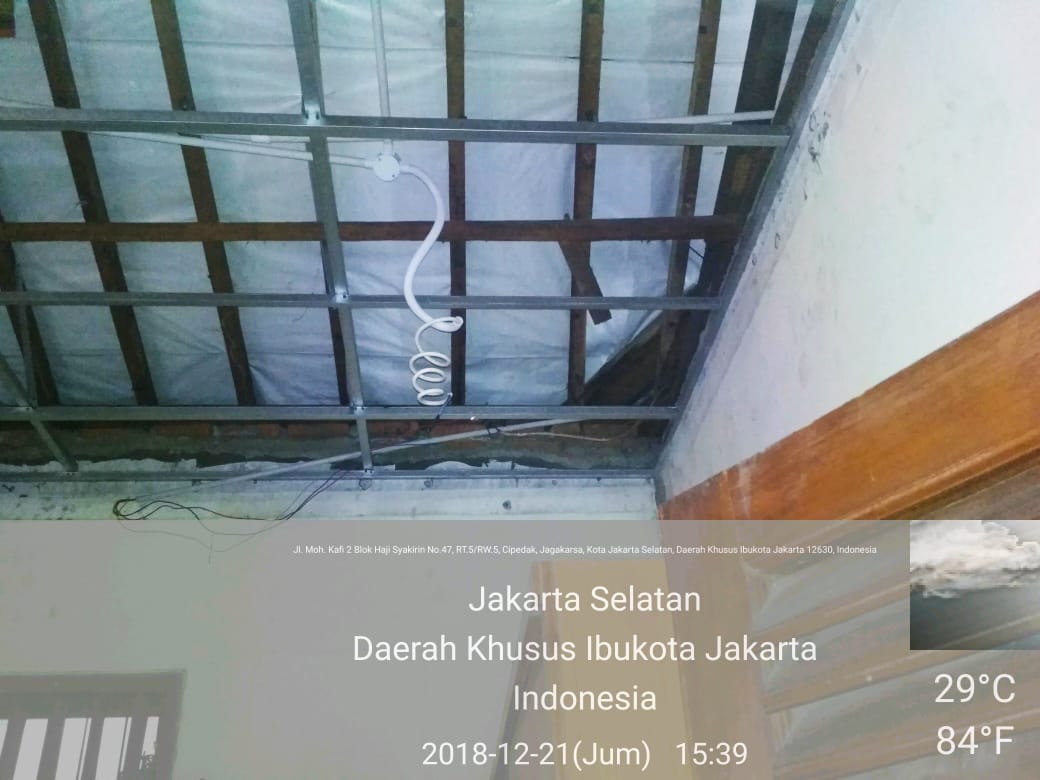 Jl. Moh. Kafi 2 Blok Haji Syakirin No.47, RT.5/RW.5, Cipedak, Jagakarsa, Kota Jakarta Selatan, Daerah Khusus Ibukota Jakarta 12630, Indonesia
Jakarta Selatan
Daerah Khusus Ibukota Jakarta
Indonesia
2018-12-21(Jum) 15:39
29°C
84°F